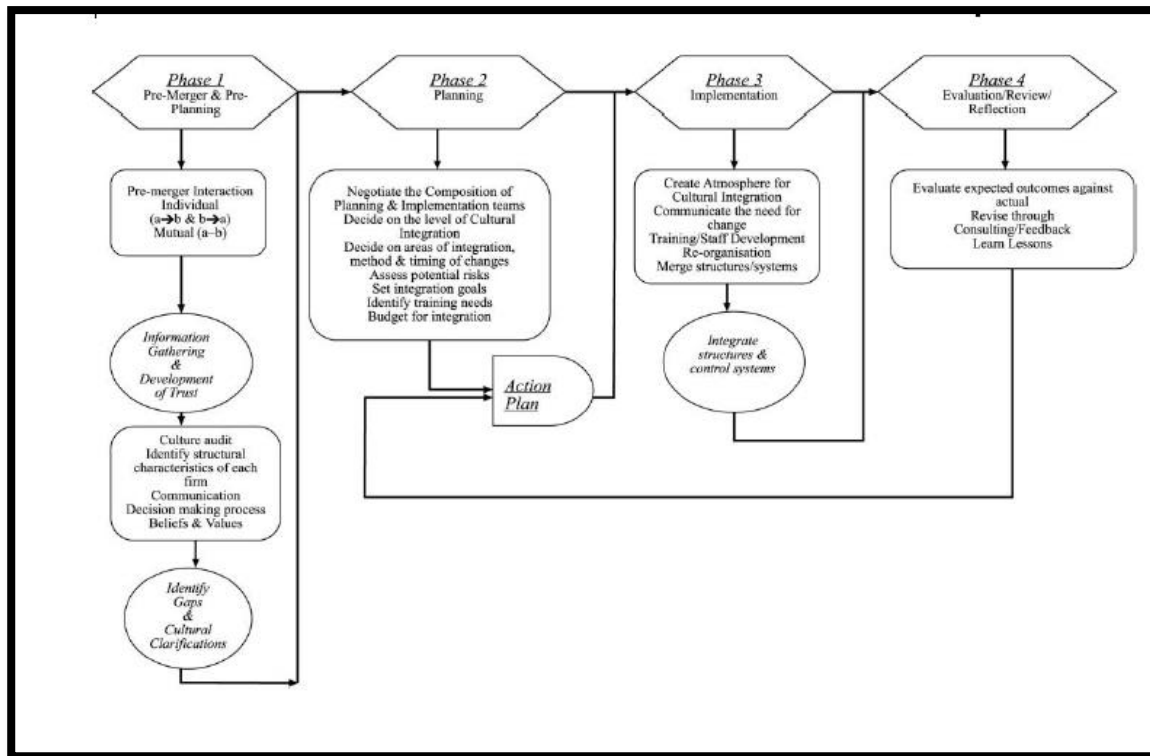 Phase 1
Pre-Merger & Pre-
Planning
Pre-merger Interaction
Individual
(a➔b & b➔a)
Mutual (a–b)
Information
Gathering
&
Development
of Trust
Culture audit
Identify structural
characteristics of each
firm
Communication
Decision making process
Beliefs & Values
Identify
Gaps
&
Cultural
Clarifications
Phase 2
Planning
Negotiate the Composition of
Planning & Implementation teams
Decide on the level of Cultural
Integration
Decide on areas of integration,
method & timing of changes
Assess potential risks
Set integration goals
Identify training needs
Budget for integration
Action
Plan
Phase 3
Implementation
Create Atmosphere for
Cultural Integration
Communicate the need for
change
Training/Staff Development
Re-organisation
Merge structures/systems
Integrate
structures &
control systems
Phase 4
Evaluation/Review/
Reflection
Evaluate expected outcomes against
actual
Revise through
Consulting/Feedback
Learn Lessons